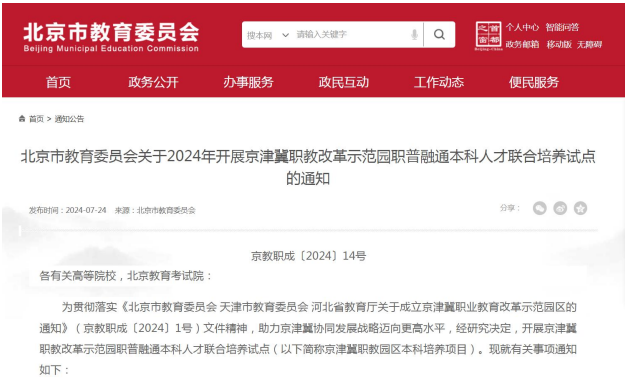 北京市教育委员会
Beijing Municipal Education Commission
搜本网 请输入关键字
首都之窗
个人中心 智能问答
政务邮箱 移动版 无障碍
首页 政务公开 办事服务 政民互动 工作动态 便民服务
首页 > 通知公告
北京市教育委员会关于2024年开展京津冀职教改革示范园职普融通本科人才联合培养试点
的通知
发布时间：2024-07-24 来源：北京市教育委员会
分享：
京教职成〔2024〕14号
各有关高等院校，北京教育考试院：
为贯彻落实《北京市教育委员会 天津市教育委员会 河北省教育厅关于成立京津冀职业教育改革示范园区的
通知》（京教职成〔2024〕1号）文件精神，助力京津冀协同发展战略迈向更高水平，经研究决定，开展京津冀
职教改革示范园职普融通本科人才联合培养试点（以下简称京津冀职教园区本科培养项目）。现就有关事项通知
如下：